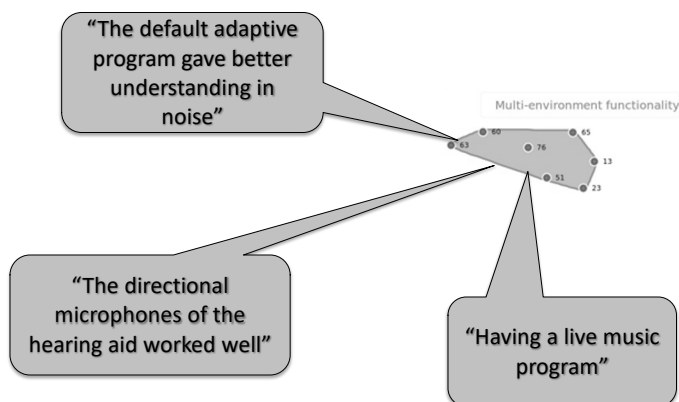 “The default adaptive
program gave better
understanding in
noise”
Multi-environment functionality
60
65
63
76
13
51
23
“The directional
microphones of the
hearing aid worked well”
“Having a live music
program”